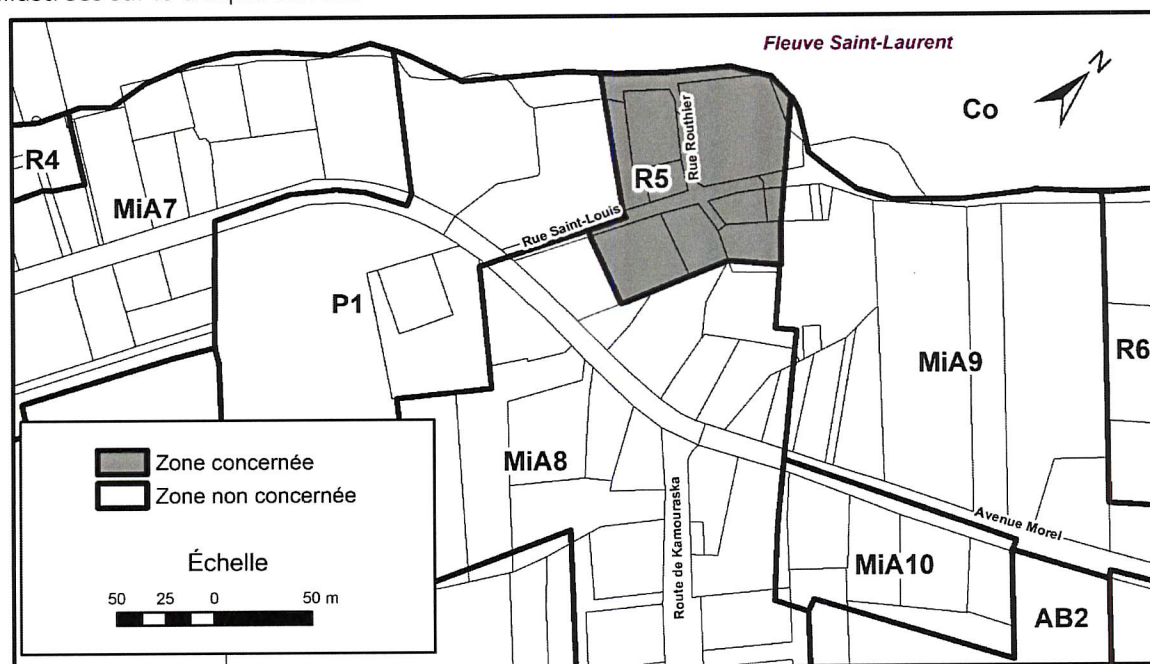 Fleuve Saint-Laurent
N
Co
R4
MiA7
R5
Rue Routhier
Rue Saint-Louis
P1
MiA9
R6
MiA8
Zone concernée
Zone non concernée
Échelle
50 25 0 50 m
Route de Kamouraska
Avenue Morel
MiA10
AB2